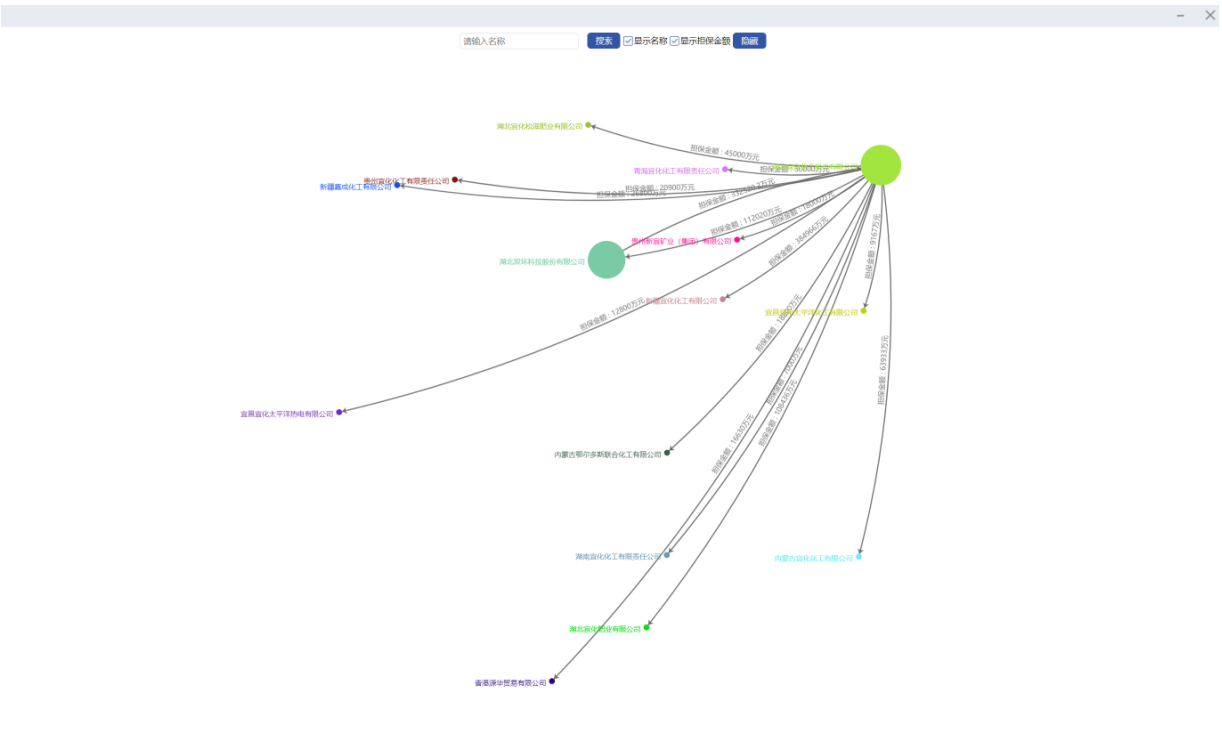 请输入名称
搜索
显示名称
显示担保金额
隐藏
湖北宜化松滋肥业有限公司
担保金额 : 45000万元
青海宜化化工有限责任公司
担保金额 : 30000万元
贵州宜化化工有限责任公司
新疆嘉成化工有限公司
担保金额 : 20900万元
担保金额
担保金额
担保金额 : 112020万元
担保金额 : 18000万元
贵州新宜矿业（集团）有限公司
担保金额 : 384966万元
担保金额 : 9167万元
湖北双环科技股份有限公司
新疆宜化化工有限公司
担保金额 : 12800万元
宜昌宜化太平洋化工有限公司
担保金额
担保金额 : 63933万元
担保金额 : 7000万元
担保金额 : 108436万元
宜昌宜化太平洋热电有限公司
担保金额 : 16630万元
内蒙古鄂尔多斯联合化工有限公司
湖南宜化化工有限责任公司
内蒙古宜化化工有限公司
湖北宜化肥业有限公司
香港源华贸易有限公司